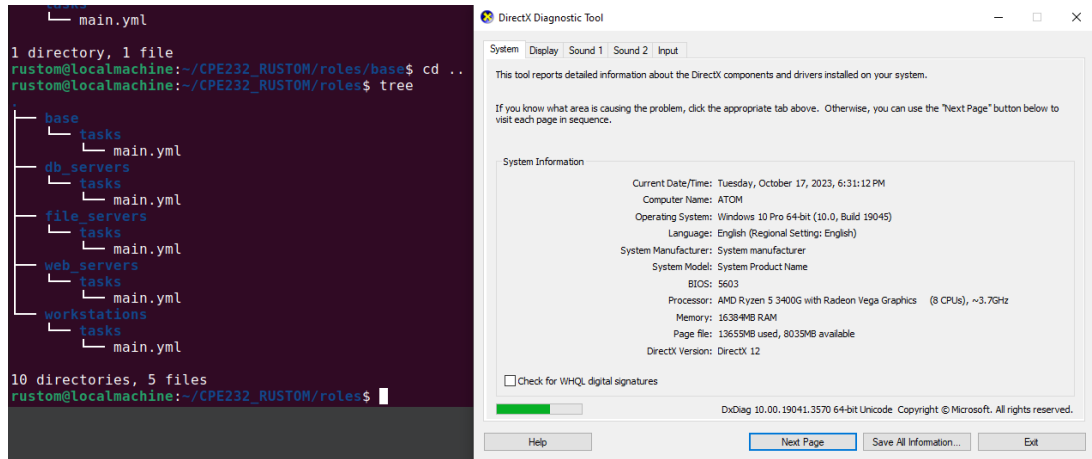 tasks
└── main.yml
1 directory, 1 file
rustom@localmachine:~/CPE232_RUSTOM/roles/base$ cd ..
rustom@localmachine:~/CPE232_RUSTOM/roles$ tree
.
├── base
│   └── tasks
│       └── main.yml
├── db_servers
│   └── tasks
│       └── main.yml
├── file_servers
│   └── tasks
│       └── main.yml
├── web_servers
│   └── tasks
│       └── main.yml
└── workstations
    └── tasks
        └── main.yml
10 directories, 5 files
rustom@localmachine:~/CPE232_RUSTOM/roles$
DirectX Diagnostic Tool
System Display Sound 1 Sound 2 Input
This tool reports detailed information about the DirectX components and drivers installed on your system.
If you know what area is causing the problem, click the appropriate tab above. Otherwise, you can use the "Next Page" button below to
visit each page in sequence.
System Information
Current Date/Time: Tuesday, October 17, 2023, 6:31:12 PM
Computer Name: ATOM
Operating System: Windows 10 Pro 64-bit (10.0, Build 19045)
Language: English (Regional Setting: English)
System Manufacturer: System manufacturer
System Model: System Product Name
BIOS: 5603
Processor: AMD Ryzen 5 3400G with Radeon Vega Graphics (8 CPUs), ~3.7GHz
Memory: 16384MB RAM
Page file: 13655MB used, 8035MB available
DirectX Version: DirectX 12
Check for WHQL digital signatures
DxDiag 10.00.19041.3570 64-bit Unicode Copyright © Microsoft. All rights reserved.
Help Next Page Save All Information... Exit